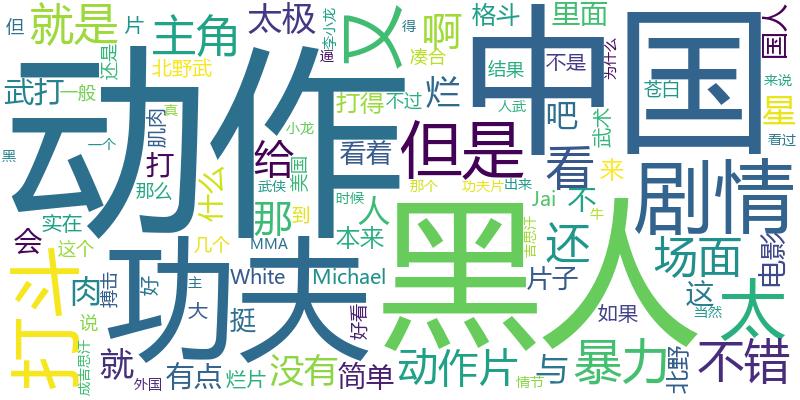 动作
中国
黑人
功夫
剧情
打斗
但是
太
又
就是
主角
太极
格斗
里面
国人
啊
星
武打
一般
北野武
还是
片
但
李小龙
得
凑合
不是
为什么
结果
苍白
来说
看过
打得
烂
不过
人武
吧
武术
肌肉
真
小龙
黑
一个
打
给
看着
看
来
那么
什么
武侠
美国
那
到
时候
那个
功夫片
出来
Jai
不
人
本来
还
牛
场面
电影
会
实在
这个
几个
MMA
吉思汗
肉
搏击
好
主
大
White
Michael
片子
这
如果
当然
说
挺
好看
成吉思汗
就
外国
有点
烂片
没有
简单
动作片
情节
与
暴力
北野
不错